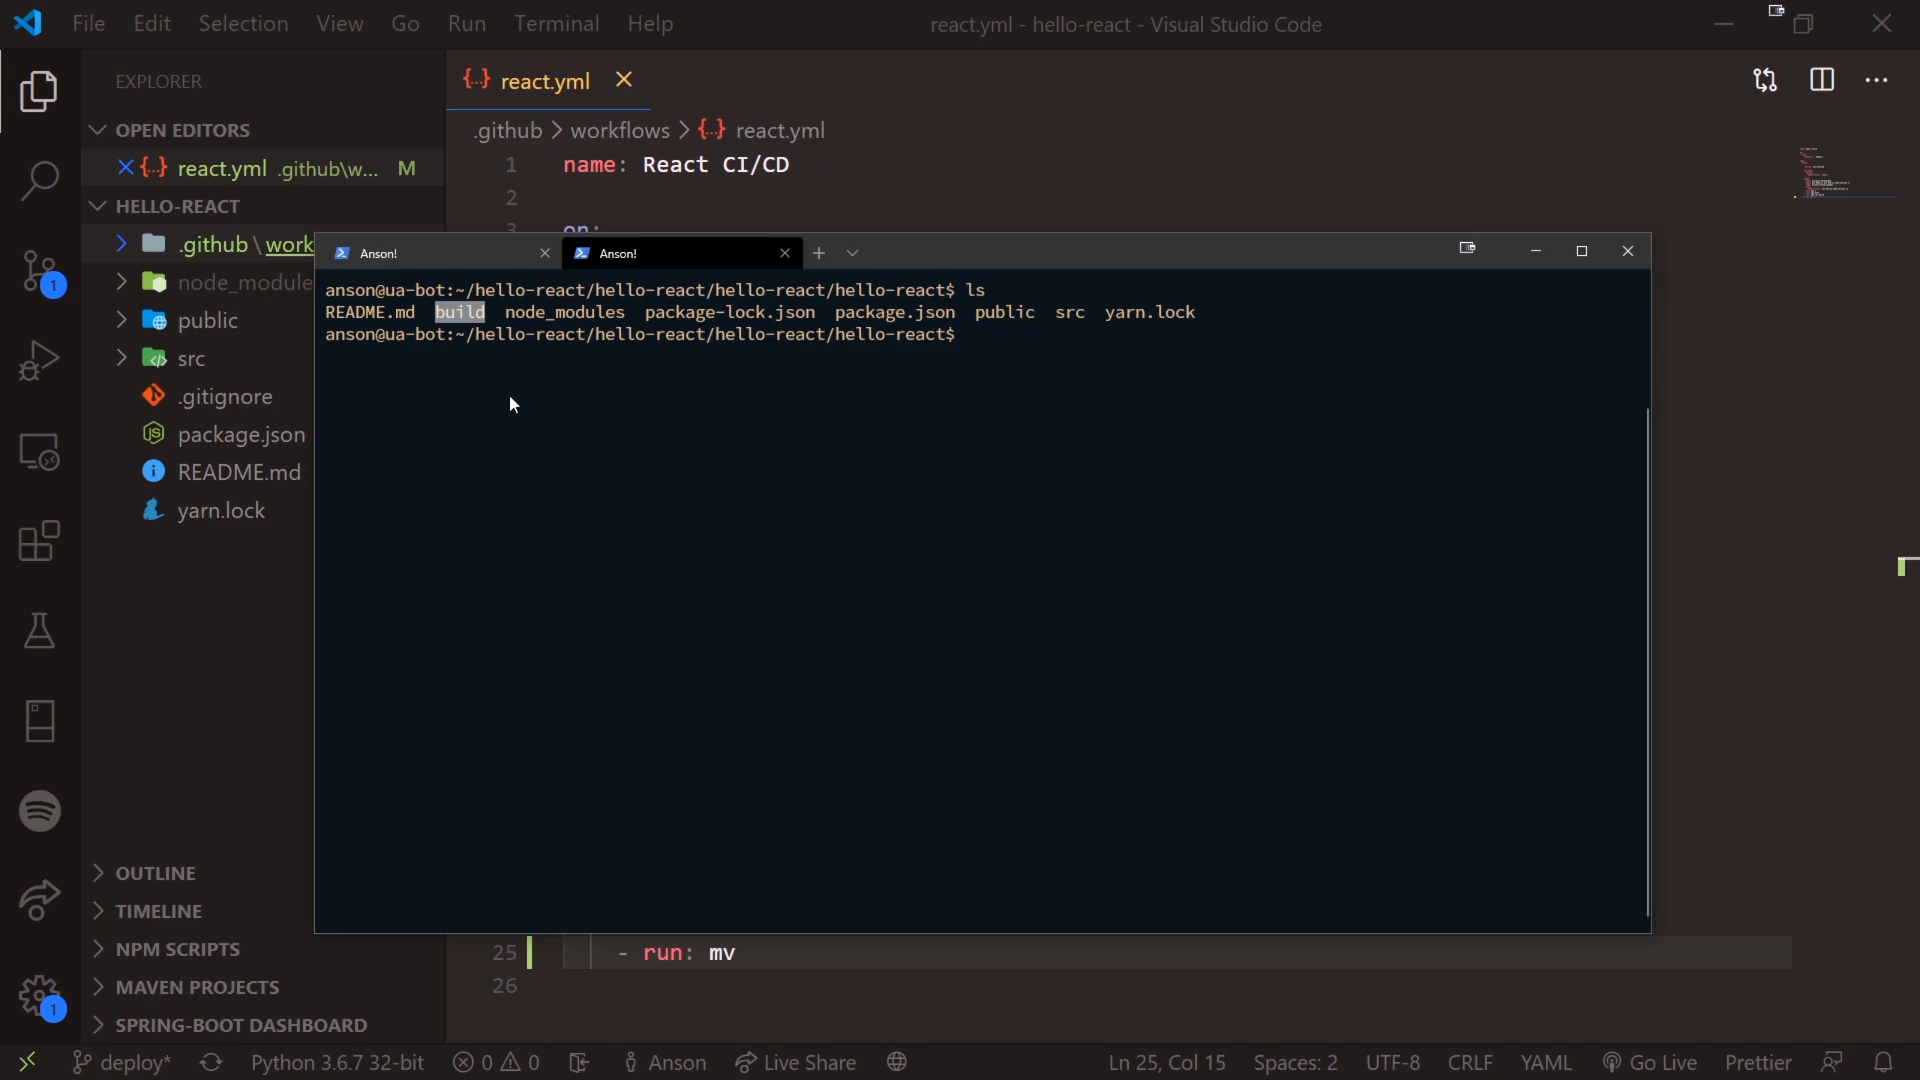 File Edit Selection View Go Run Terminal Help
react.yml - hello-react - Visual Studio Code
EXPLORER
OPEN EDITORS
react.yml .github\w... M
HELLO-REACT
.github\work
node_module
public
src
.gitignore
package.json
README.md
yarn.lock
OUTLINE
TIMELINE
NPM SCRIPTS
MAVEN PROJECTS
SPRING-BOOT DASHBOARD
1
1
react.yml
.github > workflows > {..} react.yml
1 name: React CI/CD
2
3 on:
Anson!
Anson!
anson@ua-bot:~/hello-react/hello-react/hello-react/hello-react$ ls
README.md build node_modules package-lock.json package.json public src yarn.lock
anson@ua-bot:~/hello-react/hello-react/hello-react/hello-react$
25 - run: mv
26
deploy* Python 3.6.7 32-bit 0 0 Anson Live Share Ln 25, Col 15 Spaces: 2 UTF-8 CRLF YAML Go Live Prettier